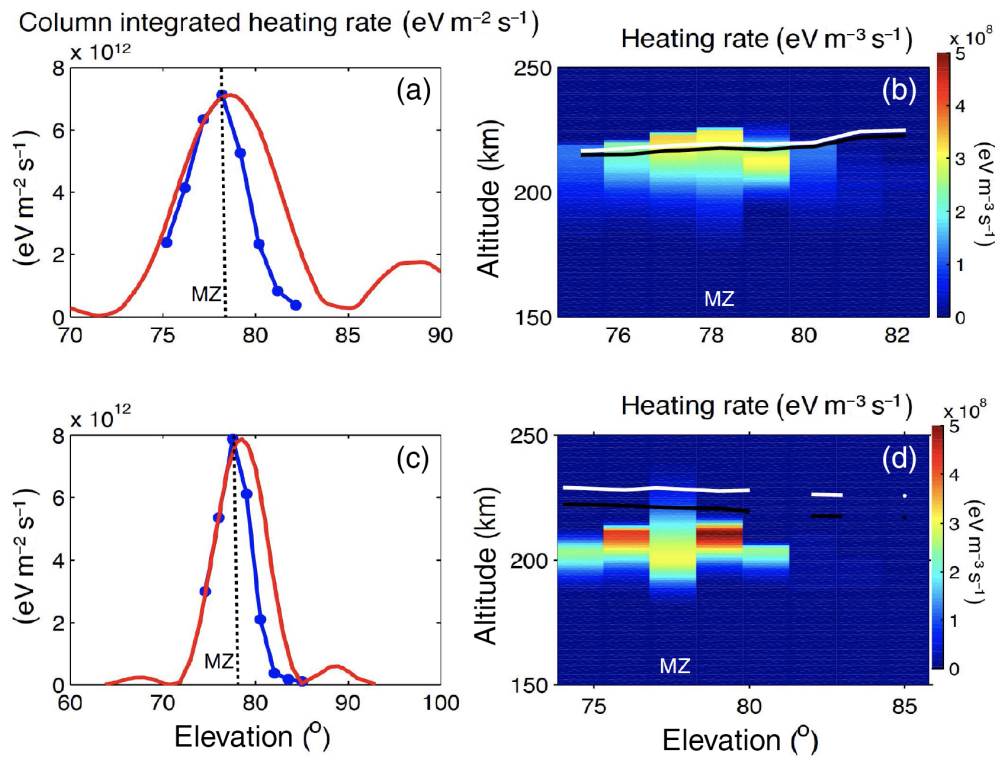 Column integrated heating rate (eV m⁻² s⁻¹)
x 10¹²
(a)
8
6
4
2
0
(eV m⁻² s⁻¹)
MZ
70 75 80 85 90
Heating rate (eV m⁻³ s⁻¹)
x 10⁸
250
200
150
Altitude (km)
(b)
MZ
76 78 80 82
5
4
3
2
1
0
(eV m⁻³ s⁻¹)
x 10¹²
(c)
8
6
4
2
0
(eV m⁻² s⁻¹)
MZ
60 70 80 90 100
Elevation (°)
Heating rate (eV m⁻³ s⁻¹)
x 10⁸
250
200
150
Altitude (km)
(d)
MZ
75 80 85
Elevation (°)
5
4
3
2
1
0
(eV m⁻³ s⁻¹)